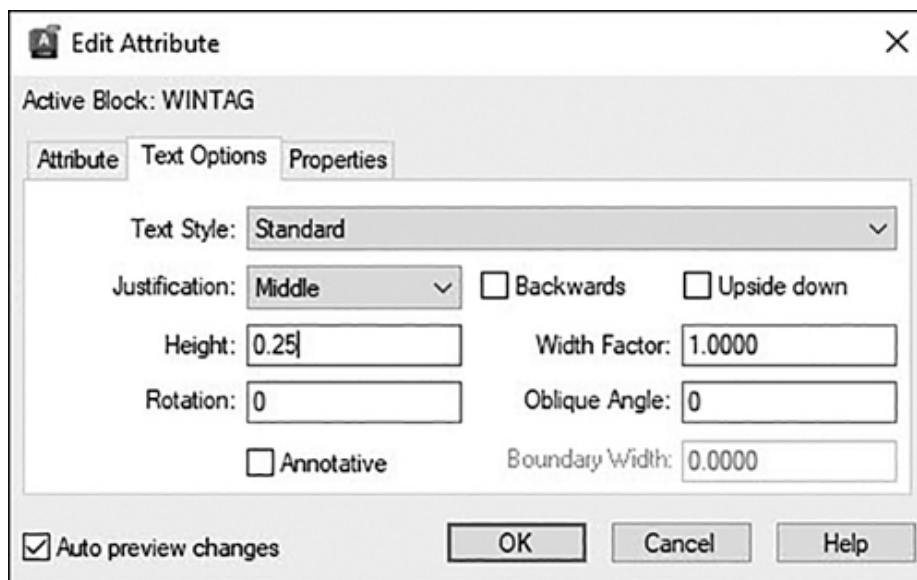 Edit Attribute
Active Block: WINTAG
Attribute Text Options Properties
Text Style: Standard
Justification: Middle Backwards Upside down
Height: 0.25 Width Factor: 1.0000
Rotation: 0 Oblique Angle: 0
Annotative Boundary Width: 0.0000
Auto preview changes OK Cancel Help